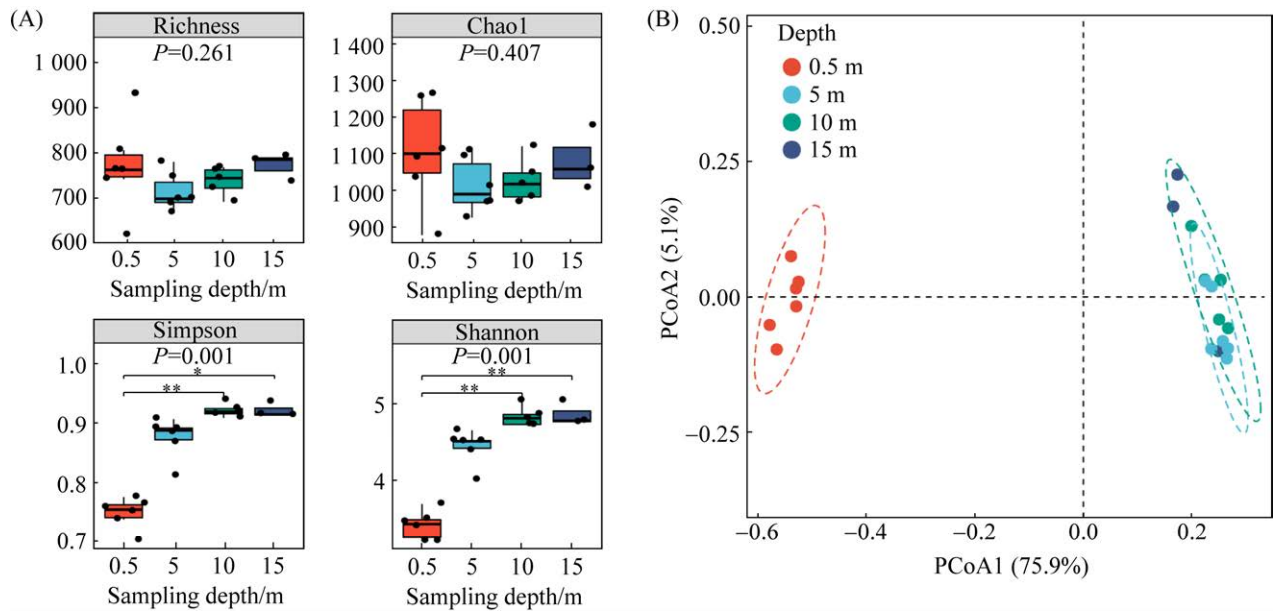 (A)
Richness
P=0.261
1 000
900
800
700
600
0.5 5 10 15
Sampling depth/m
Chao1
P=0.407
1 400
1 300
1 200
1 100
1 000
900
0.5 5 10 15
Sampling depth/m
Simpson
P=0.001
*
**
1.0
0.9
0.8
0.7
0.5 5 10 15
Sampling depth/m
Shannon
P=0.001
**
**
5
4
0.5 5 10 15
Sampling depth/m
(B)
Depth
0.5 m
5 m
10 m
15 m
0.50
0.25
0.00
−0.25
PCoA2 (5.1%)
−0.6 −0.4 −0.2 0.0 0.2
PCoA1 (75.9%)